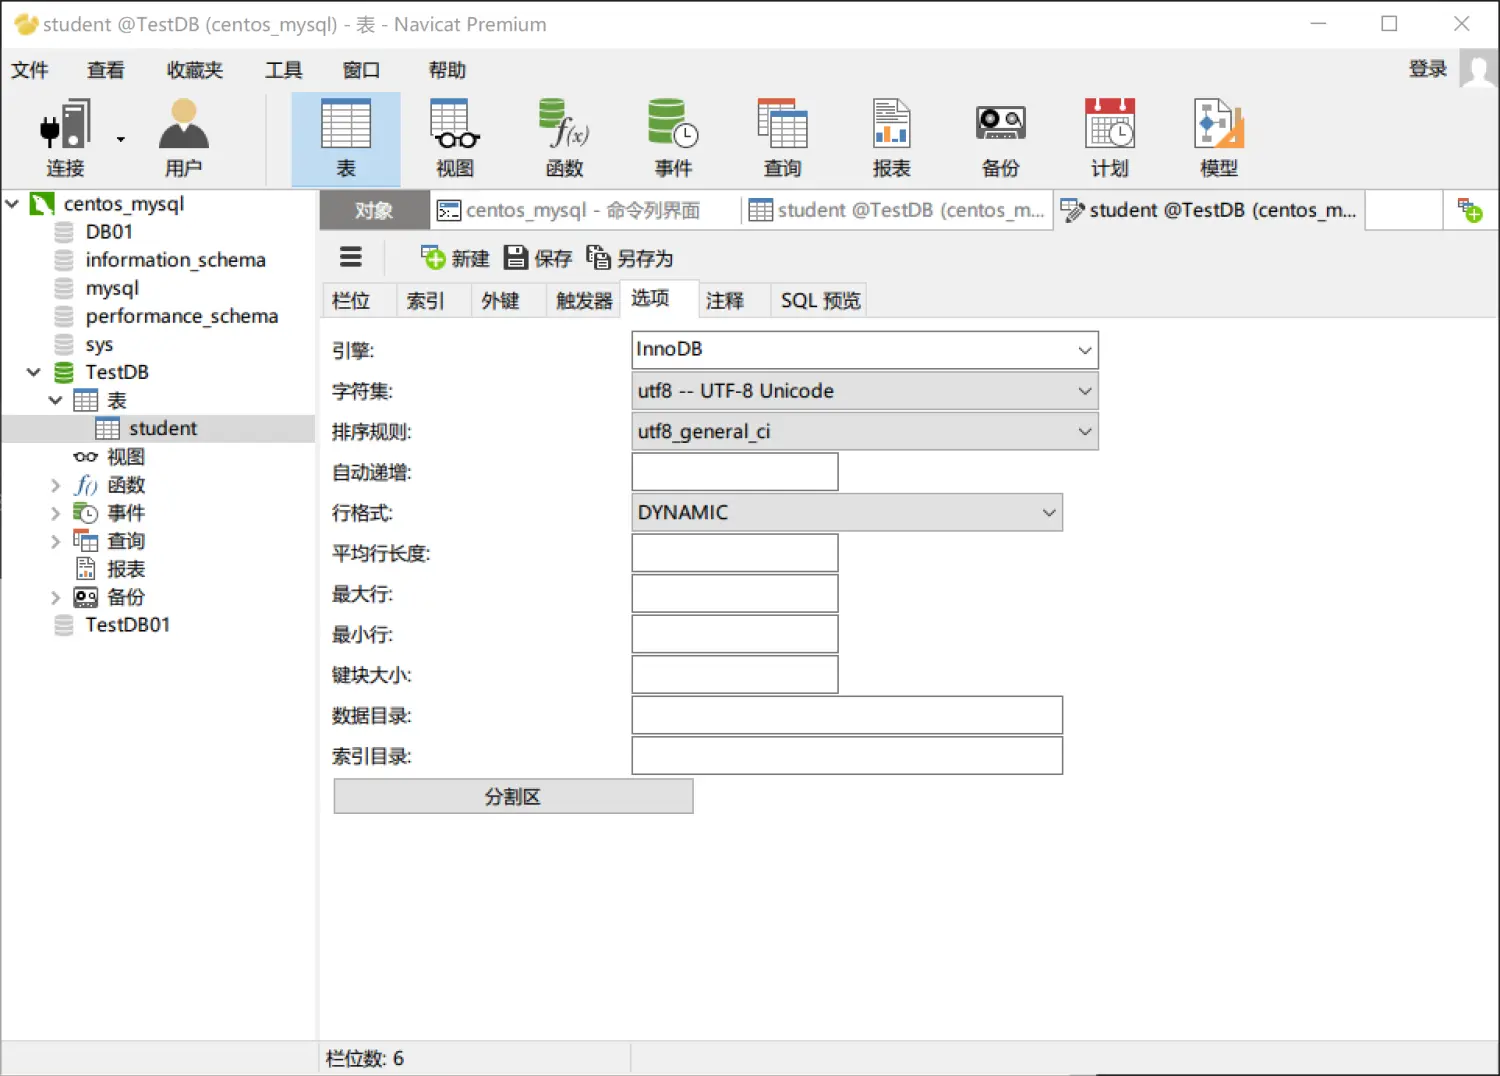 student @TestDB (centos_mysql) - 表 - Navicat Premium
文件 查看 收藏夹 工具 窗口 帮助 登录
连接 用户 表 视图 函数 事件 查询 报表 备份 计划 模型
f(x)
centos_mysql
DB01
information_schema
mysql
performance_schema
sys
TestDB
表
student
视图
f() 函数
事件
查询
报表
备份
TestDB01
对象 centos_mysql - 命令列界面 student @TestDB (centos_m... student @TestDB (centos_m...
新建 保存 另存为
栏位 索引 外键 触发器 选项 注释 SQL 预览
引擎: InnoDB
字符集: utf8 -- UTF-8 Unicode
排序规则: utf8_general_ci
自动递增:
行格式: DYNAMIC
平均行长度:
最大行:
最小行:
键块大小:
数据目录:
索引目录:
分割区
栏位数: 6